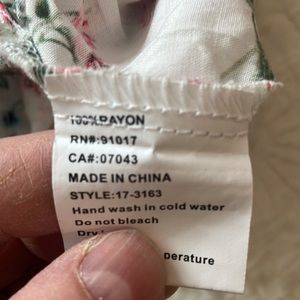 100%RAYON
RN#:91017
CA#:07043
MADE IN CHINA
STYLE:17-3163
Hand wash in cold water
Do not bleach
Dry
perature